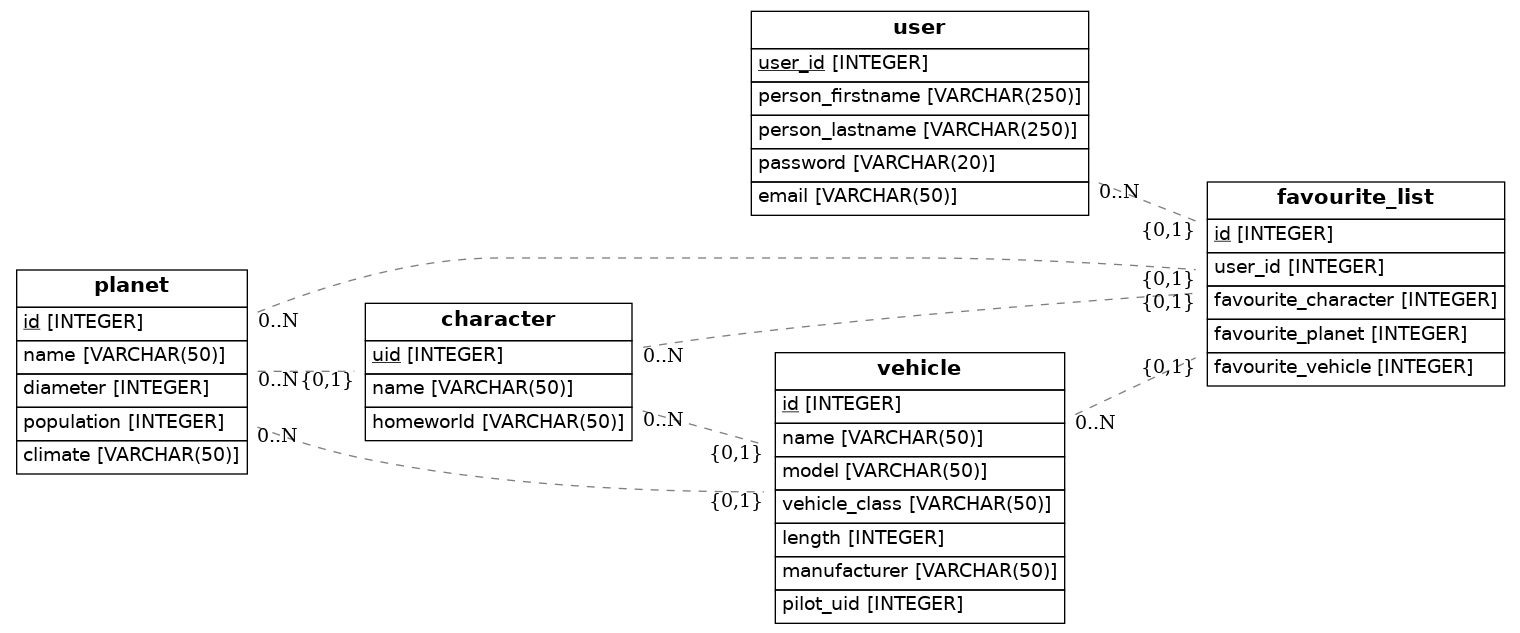 user
user_id [INTEGER]
person_firstname [VARCHAR(250)]
person_lastname [VARCHAR(250)]
password [VARCHAR(20)]
email [VARCHAR(50)]
0..N
{0,1}
favourite_list
id [INTEGER]
user_id [INTEGER]
favourite_character [INTEGER]
favourite_planet [INTEGER]
favourite_vehicle [INTEGER]
{0,1}
{0,1}
{0,1}
planet
id [INTEGER]
name [VARCHAR(50)]
diameter [INTEGER]
population [INTEGER]
climate [VARCHAR(50)]
0..N
0..N
{0,1}
0..N
character
uid [INTEGER]
name [VARCHAR(50)]
homeworld [VARCHAR(50)]
0..N
0..N
{0,1}
{0,1}
vehicle
id [INTEGER]
name [VARCHAR(50)]
model [VARCHAR(50)]
vehicle_class [VARCHAR(50)]
length [INTEGER]
manufacturer [VARCHAR(50)]
pilot_uid [INTEGER]
0..N